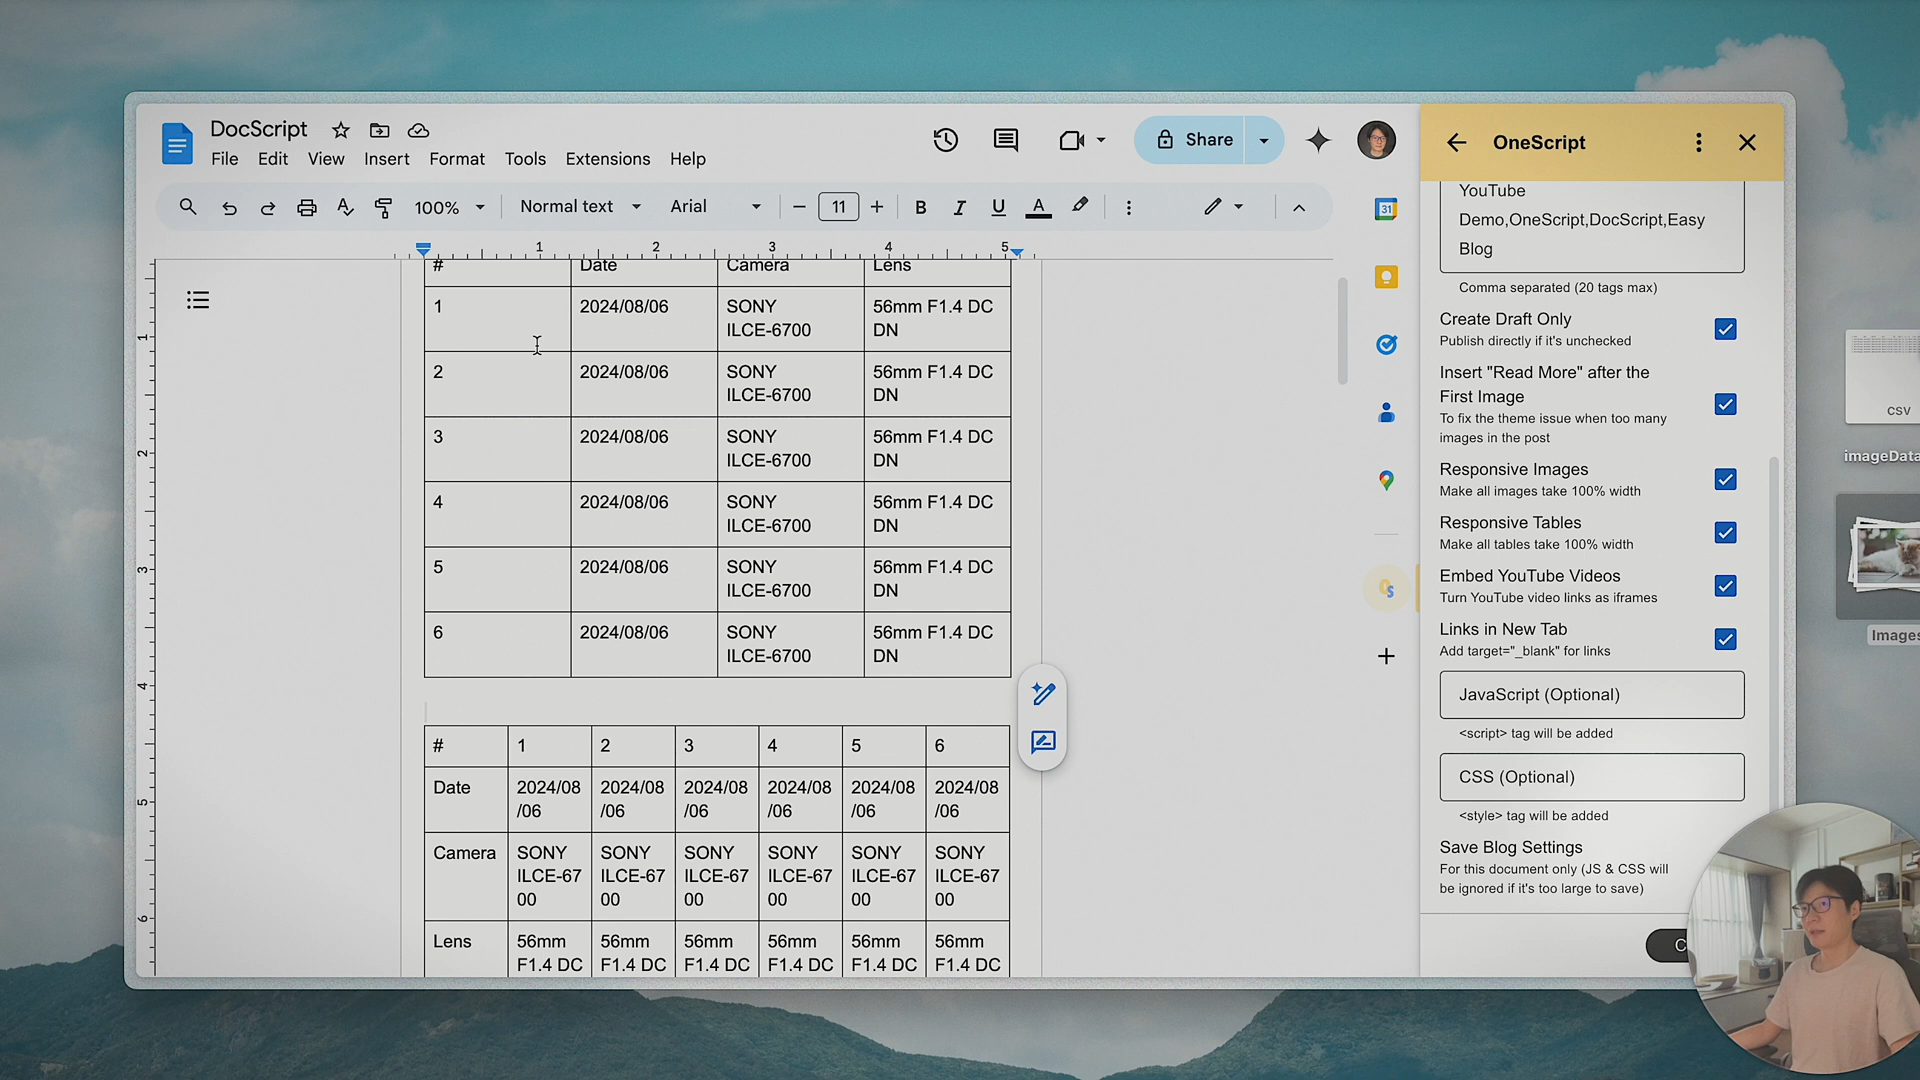 DocScript
File Edit View Insert Format Tools Extensions Help
Share
100% Normal text Arial 11 B I U A
1 2 3 4 5
# Date Camera Lens
1 2024/08/06 SONY ILCE-6700 56mm F1.4 DC DN
2 2024/08/06 SONY ILCE-6700 56mm F1.4 DC DN
3 2024/08/06 SONY ILCE-6700 56mm F1.4 DC DN
4 2024/08/06 SONY ILCE-6700 56mm F1.4 DC DN
5 2024/08/06 SONY ILCE-6700 56mm F1.4 DC DN
6 2024/08/06 SONY ILCE-6700 56mm F1.4 DC DN
# 1 2 3 4 5 6
Date 2024/08/06 2024/08/06 2024/08/06 2024/08/06 2024/08/06 2024/08/06
Camera SONY ILCE-6700 SONY ILCE-6700 SONY ILCE-6700 SONY ILCE-6700 SONY ILCE-6700 SONY ILCE-6700
Lens 56mm F1.4 DC 56mm F1.4 DC 56mm F1.4 DC 56mm F1.4 DC 56mm F1.4 DC 56mm F1.4 DC
1
2
3
4
5
6
31
OneScript
YouTube
Demo,OneScript,DocScript,Easy
Blog
Comma separated (20 tags max)
Create Draft Only
Publish directly if it's unchecked
Insert "Read More" after the
First Image
To fix the theme issue when too many
images in the post
Responsive Images
Make all images take 100% width
Responsive Tables
Make all tables take 100% width
Embed YouTube Videos
Turn YouTube video links as iframes
Links in New Tab
Add target="_blank" for links
JavaScript (Optional)
<script> tag will be added
CSS (Optional)
<style> tag will be added
Save Blog Settings
For this document only (JS & CSS will
be ignored if it's too large to save)
CSV
imageData
Images